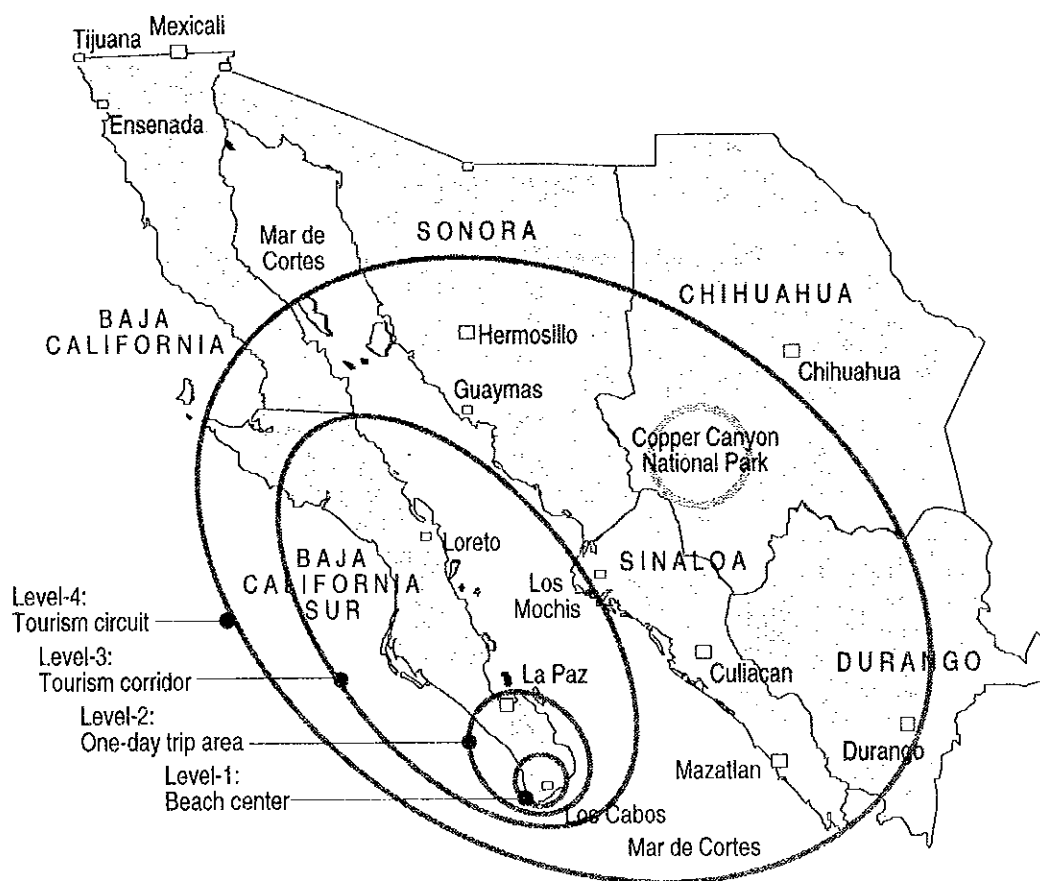 Tijuana
Mexicali
Ensenada
Mar de
Cortes
SONORA
CHIHUAHUA
BAJA
CALIFORNIA
Hermosillo
Chihuahua
Guaymas
Copper Canyon
National Park
Loreto
BAJA
CALIFORNIA
SUR
SINALOA
Los
Mochis
Level-4:
Tourism circuit
Level-3:
Tourism corridor
DURANGO
Culiacan
La Paz
Level-2:
One-day trip area
Durango
Mazatlan
Level-1:
Beach center
Los Cabos
Mar de Cortes